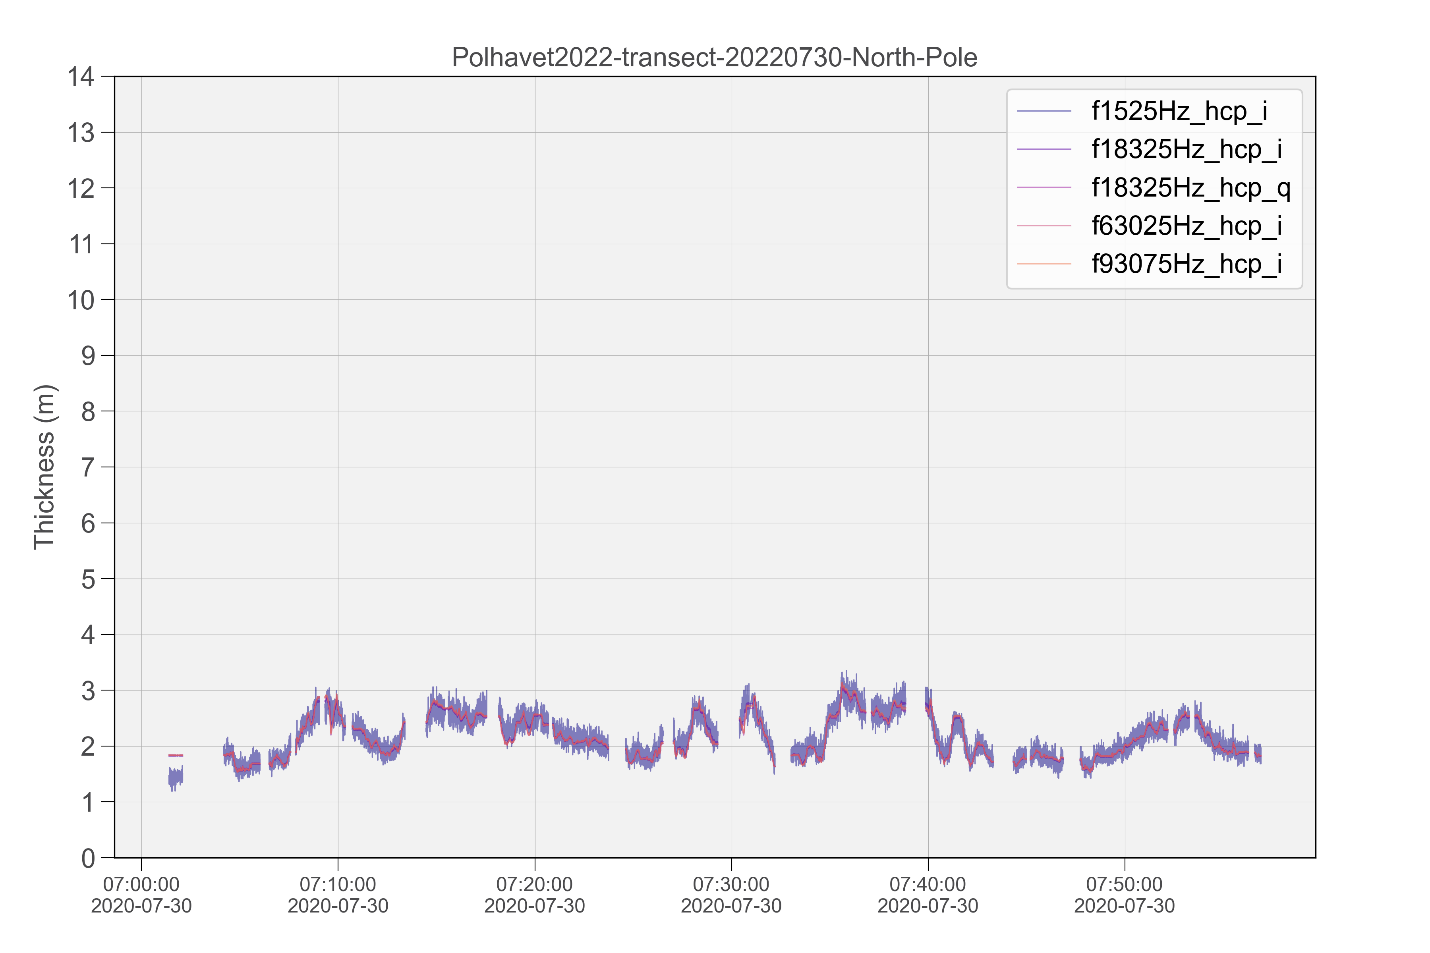 Polhavet2022-transect-20220730-North-Pole
14
13
12
11
10
9
8
7
6
5
4
3
2
1
0
Thickness (m)
f1525Hz_hcp_i
f18325Hz_hcp_i
f18325Hz_hcp_q
f63025Hz_hcp_i
f93075Hz_hcp_i
07:00:00 07:10:00 07:20:00 07:30:00 07:40:00 07:50:00
2020-07-30 2020-07-30 2020-07-30 2020-07-30 2020-07-30 2020-07-30